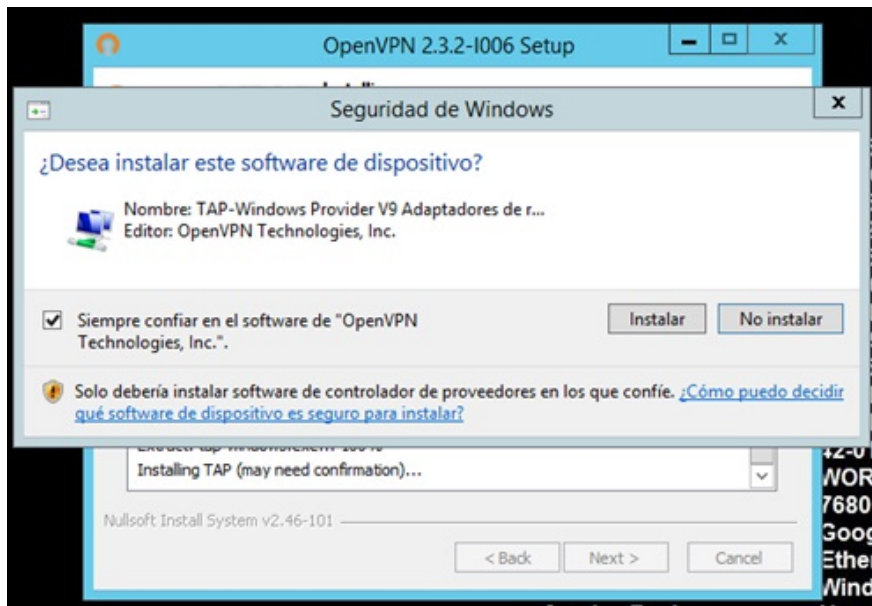 OpenVPN 2.3.2-I006 Setup
Seguridad de Windows
¿Desea instalar este software de dispositivo?
Nombre: TAP-Windows Provider V9 Adaptadores de r...
Editor: OpenVPN Technologies, Inc.
Siempre confiar en el software de "OpenVPN
Technologies, Inc.".
Instalar
No instalar
Solo debería instalar software de controlador de proveedores en los que confíe. ¿Cómo puedo decidir
qué software de dispositivo es seguro para instalar?
Installing TAP (may need confirmation)...
Nullsoft Install System v2.46-101
< Back
Next >
Cancel
7680